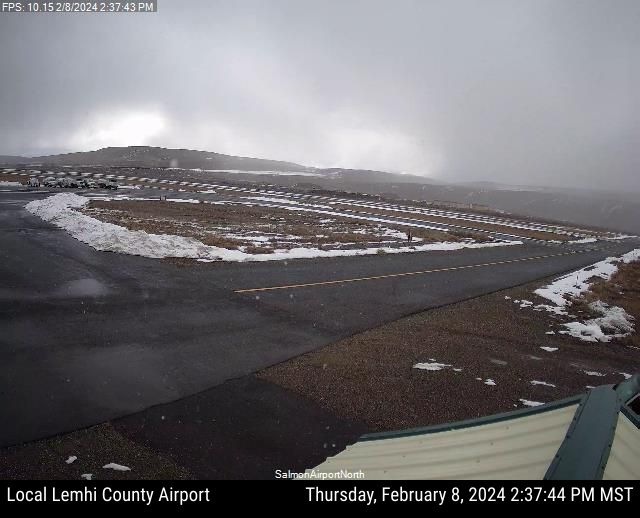 FPS: 10.15 2/8/2024 2:37:43 PM
SalmonAirportNorth
Local Lemhi County Airport Thursday, February 8, 2024 2:37:44 PM MST